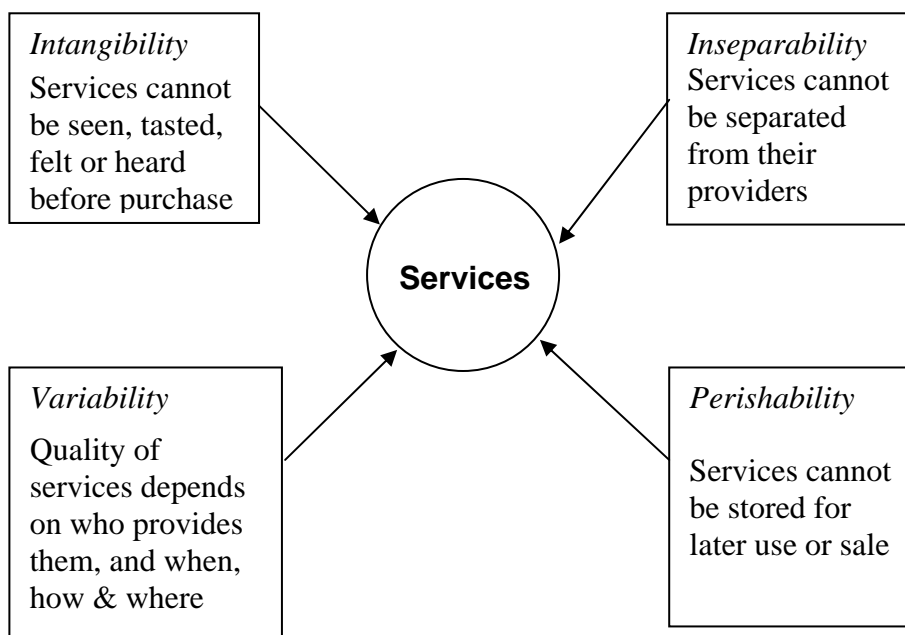 Intangibility
Services cannot
be seen, tasted,
felt or heard
before purchase
Inseparability
Services cannot
be separated
from their
providers
Services
Variability
Quality of
services depends
on who provides
them, and when,
how & where
Perishability
Services cannot
be stored for
later use or sale